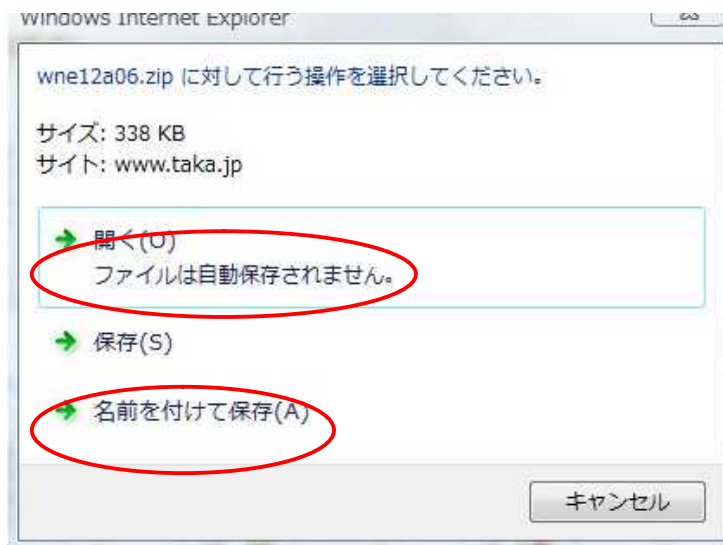 Windows Internet Explorer
wne12a06.zip に対して行う操作を選択してください。
サイズ: 338 KB
サイト: www.taka.jp
開く(O)
ファイルは自動保存されません。
保存(S)
名前を付けて保存(A)
キャンセル